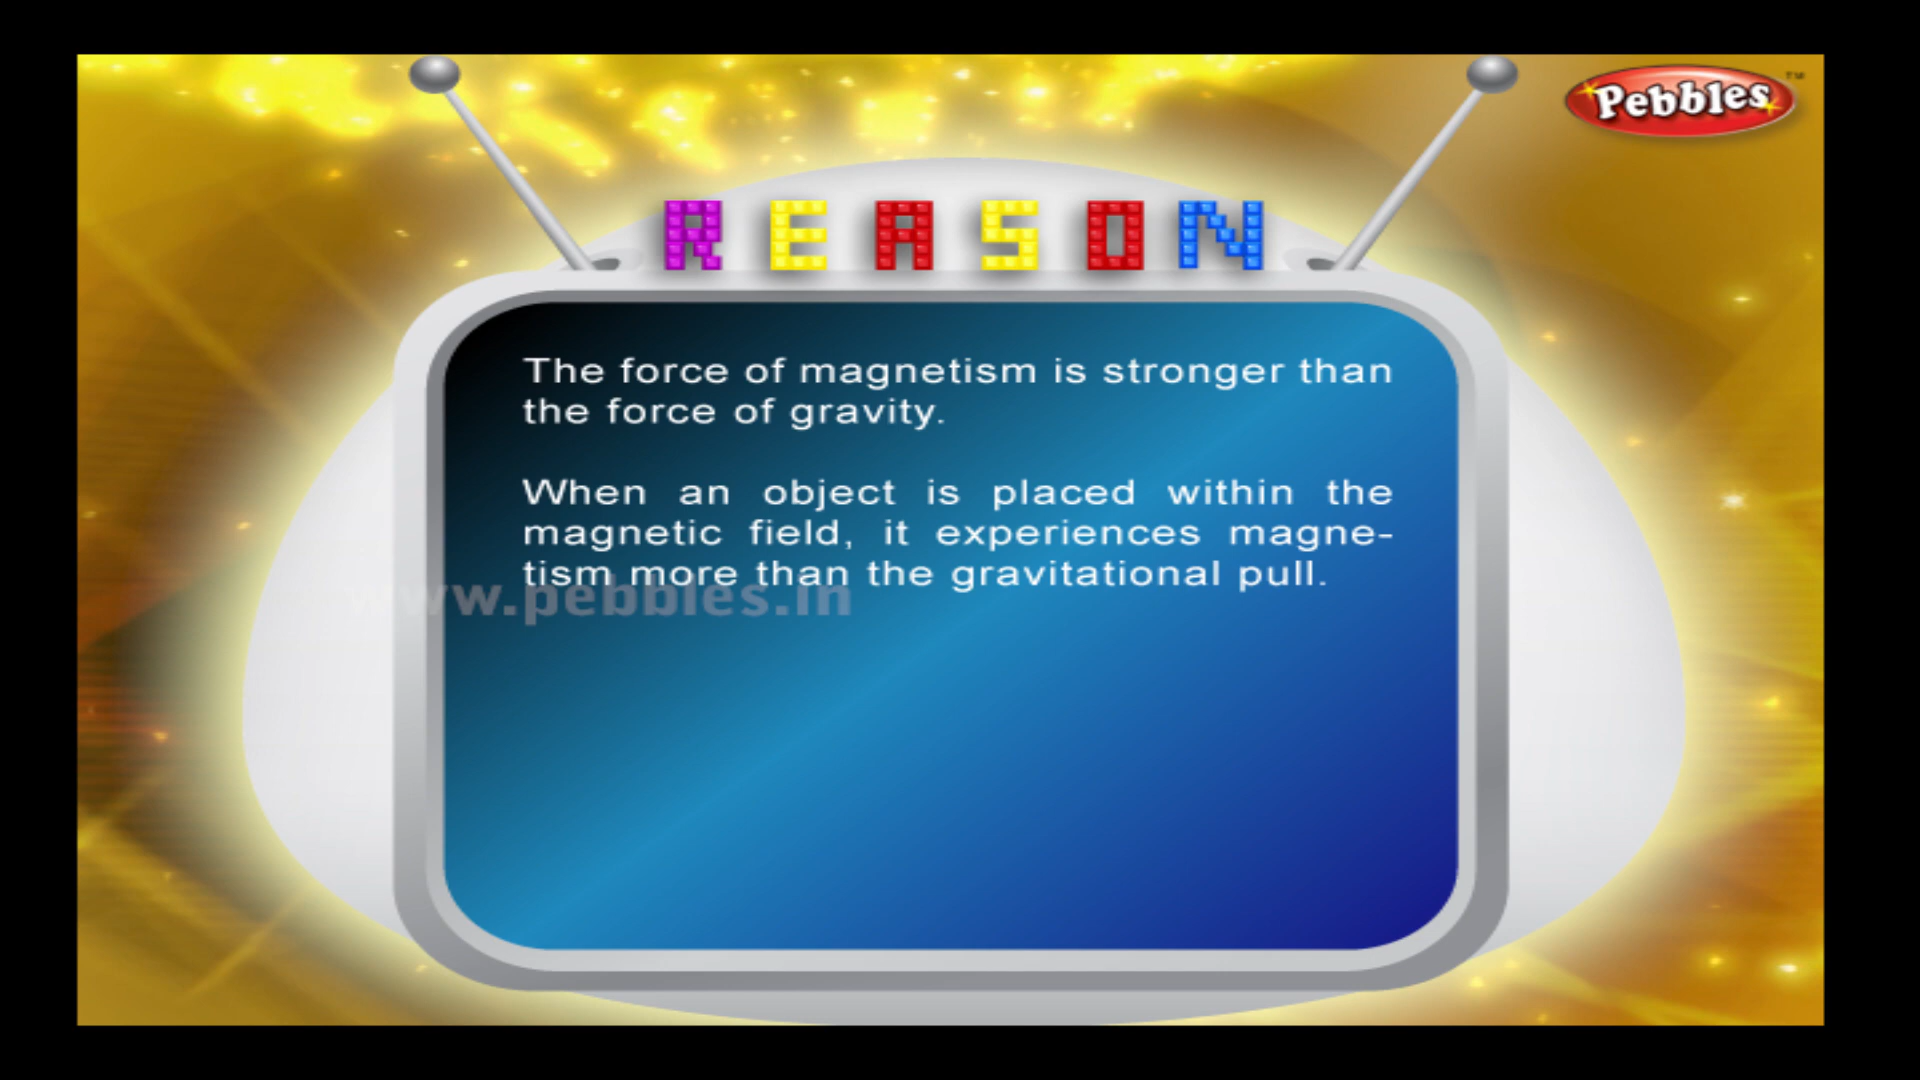 Pebbles™
REASON
The force of magnetism is stronger than
the force of gravity.
When an object is placed within the
magnetic field, it experiences magne-
tism more than the gravitational pull.
www.pebbles.in